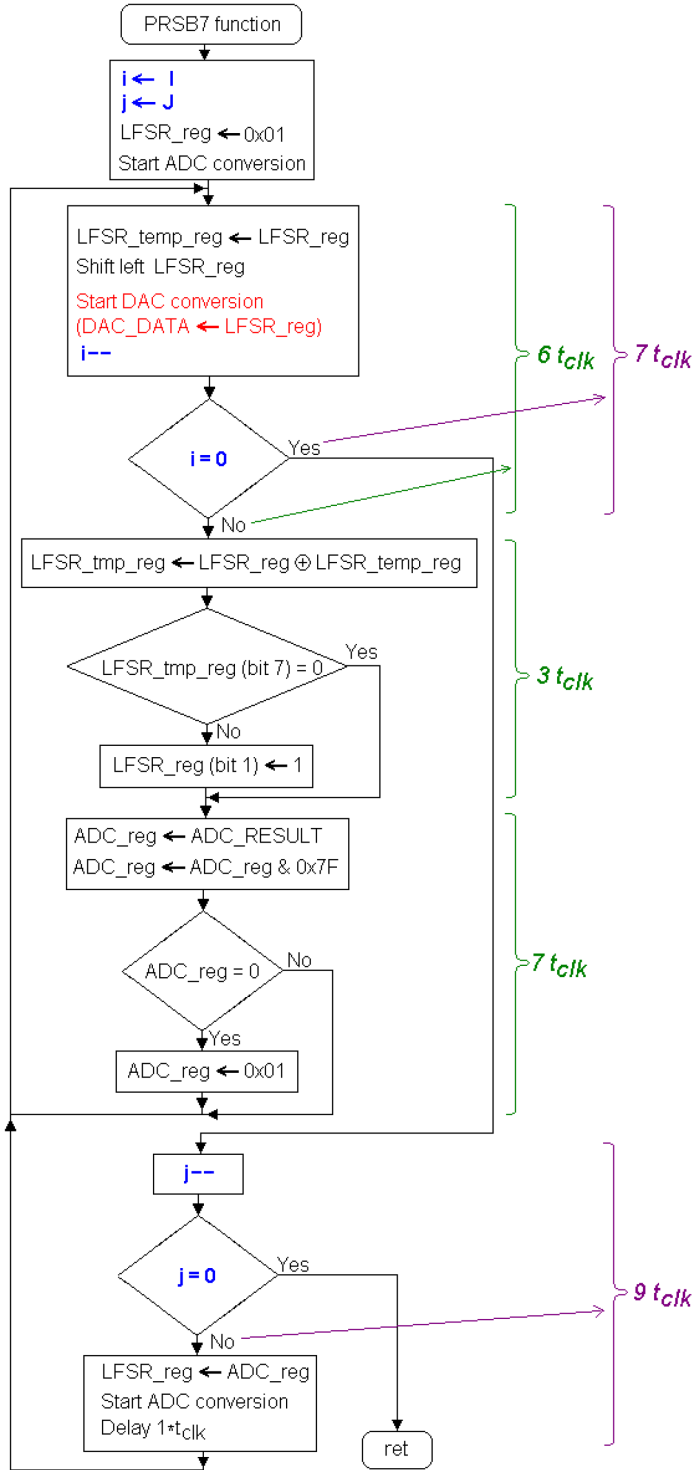 PRSB7 function
i ← I
j ← J
LFSR_reg ← 0x01
Start ADC conversion
LFSR_temp_reg ← LFSR_reg
Shift left LFSR_reg
Start DAC conversion
(DAC_DATA ← LFSR_reg)
i--
6 tclk
7 tclk
i = 0
Yes
No
LFSR_tmp_reg ← LFSR_reg ⊕ LFSR_temp_reg
LFSR_tmp_reg (bit 7) = 0
Yes
3 tclk
No
LFSR_reg (bit 1) ← 1
ADC_reg ← ADC_RESULT
ADC_reg ← ADC_reg & 0x7F
ADC_reg = 0
No
7 tclk
Yes
ADC_reg ← 0x01
j--
j = 0
Yes
9 tclk
No
LFSR_reg ← ADC_reg
Start ADC conversion
Delay 1*tclk
ret